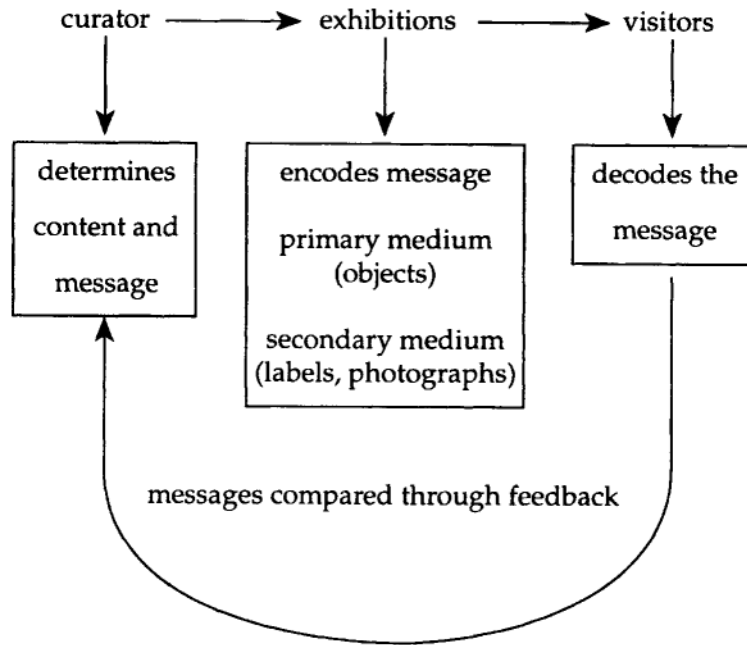 curator
exhibitions
visitors
determines
content and
message
encodes message
primary medium
(objects)
secondary medium
(labels, photographs)
decodes the
message
messages compared through feedback